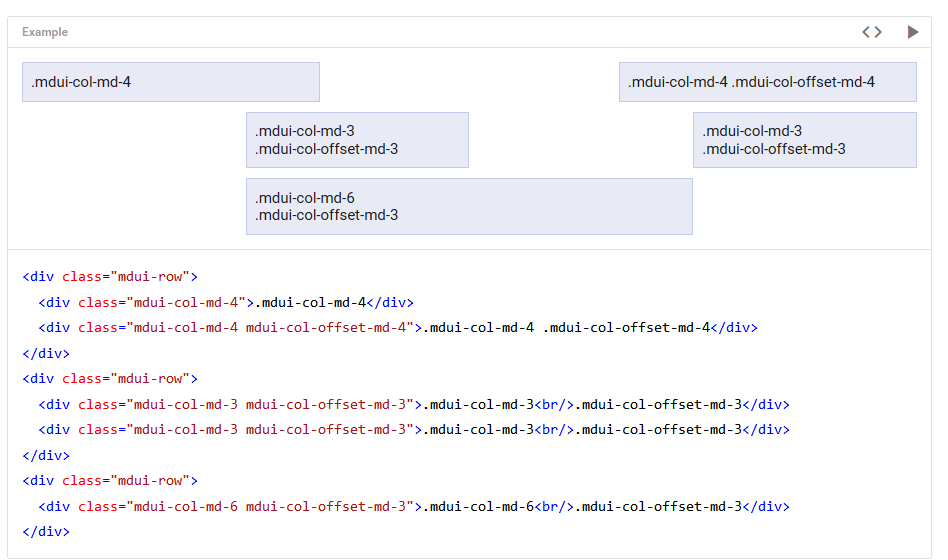 Example
.mdui-col-md-4
.mdui-col-md-4 .mdui-col-offset-md-4
.mdui-col-md-3
.mdui-col-offset-md-3
.mdui-col-md-3
.mdui-col-offset-md-3
.mdui-col-md-6
.mdui-col-offset-md-3
<div class="mdui-row">
  <div class="mdui-col-md-4">.mdui-col-md-4</div>
  <div class="mdui-col-md-4 mdui-col-offset-md-4">.mdui-col-md-4 .mdui-col-offset-md-4</div>
</div>
<div class="mdui-row">
  <div class="mdui-col-md-3 mdui-col-offset-md-3">.mdui-col-md-3<br/>.mdui-col-offset-md-3</div>
  <div class="mdui-col-md-3 mdui-col-offset-md-3">.mdui-col-md-3<br/>.mdui-col-offset-md-3</div>
</div>
<div class="mdui-row">
  <div class="mdui-col-md-6 mdui-col-offset-md-3">.mdui-col-md-6<br/>.mdui-col-offset-md-3</div>
</div>